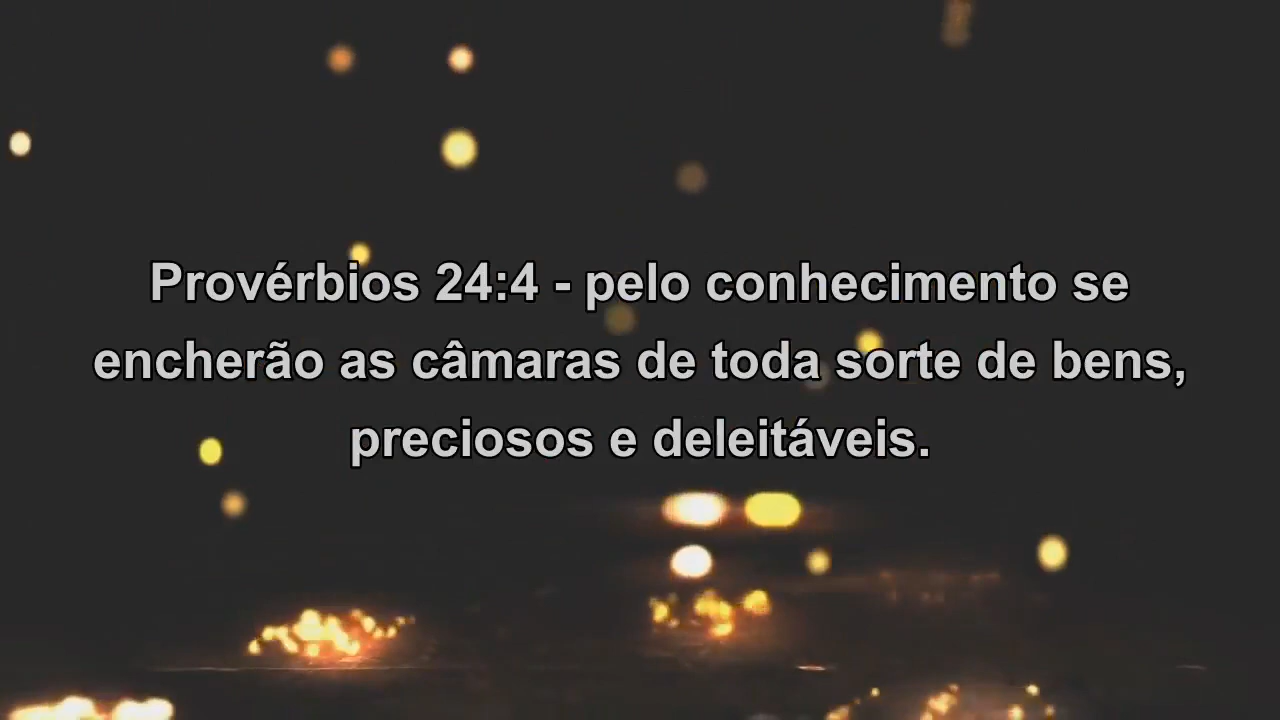 Provérbios 24:4 - pelo conhecimento se
encherão as câmaras de toda sorte de bens,
preciosos e deleitáveis.